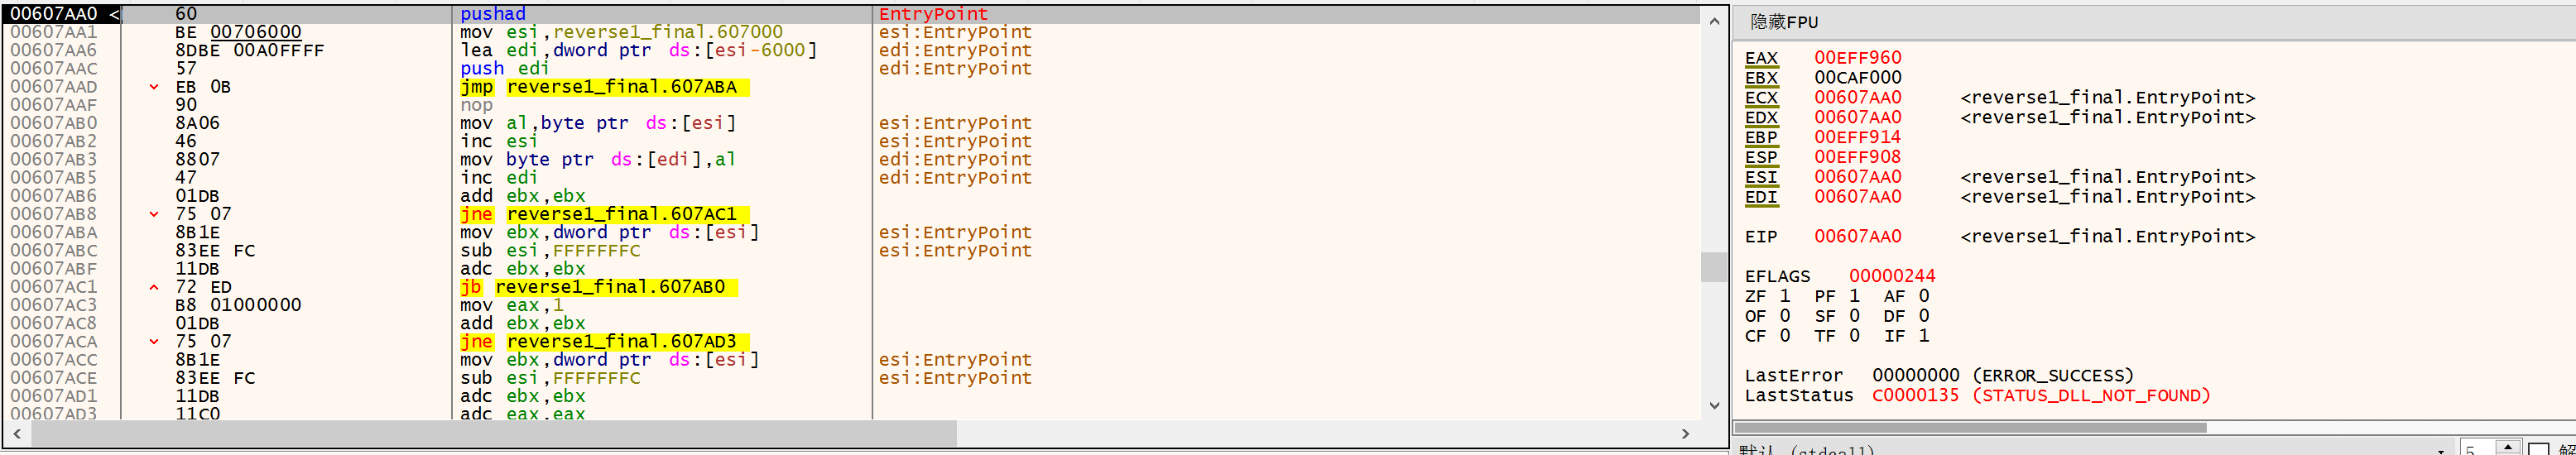 00607AA0 < 60 pushad EntryPoint
00607AA1 BE 00706000 mov esi,reverse1_final.607000 esi:EntryPoint
00607AA6 8DBE 00A0FFFF lea edi,dword ptr ds:[esi-6000] edi:EntryPoint
00607AAC 57 push edi edi:EntryPoint
00607AAD EB 0B jmp reverse1_final.607ABA
00607AAF 90 nop
00607AB0 8A06 mov al,byte ptr ds:[esi] esi:EntryPoint
00607AB2 46 inc esi esi:EntryPoint
00607AB3 8807 mov byte ptr ds:[edi],al edi:EntryPoint
00607AB5 47 inc edi edi:EntryPoint
00607AB6 01DB add ebx,ebx
00607AB8 75 07 jne reverse1_final.607AC1
00607ABA 8B1E mov ebx,dword ptr ds:[esi] esi:EntryPoint
00607ABC 83EE FC sub esi,FFFFFFFC esi:EntryPoint
00607ABF 11DB adc ebx,ebx
00607AC1 72 ED jb reverse1_final.607AB0
00607AC3 B8 01000000 mov eax,1
00607AC8 01DB add ebx,ebx
00607ACA 75 07 jne reverse1_final.607AD3
00607ACC 8B1E mov ebx,dword ptr ds:[esi] esi:EntryPoint
00607ACE 83EE FC sub esi,FFFFFFFC esi:EntryPoint
00607AD1 11DB adc ebx,ebx
00607AD3 11C0 adc eax,eax
隐藏FPU
EAX 00EFF960
EBX 00CAF000
ECX 00607AA0 <reverse1_final.EntryPoint>
EDX 00607AA0 <reverse1_final.EntryPoint>
EBP 00EFF914
ESP 00EFF908
ESI 00607AA0 <reverse1_final.EntryPoint>
EDI 00607AA0 <reverse1_final.EntryPoint>
EIP 00607AA0 <reverse1_final.EntryPoint>
EFLAGS 00000244
ZF 1 PF 1 AF 0
OF 0 SF 0 DF 0
CF 0 TF 0 IF 1
LastError 00000000 (ERROR_SUCCESS)
LastStatus C0000135 (STATUS_DLL_NOT_FOUND)
默认 (stdcall) 5 解